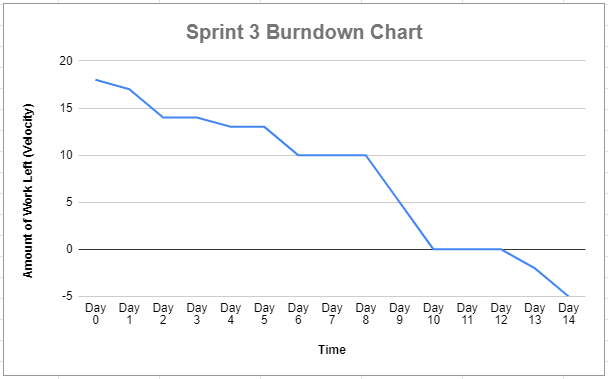 Sprint 3 Burndown Chart
Amount of Work Left (Velocity)
20
15
10
5
0
-5
Day 0
Day 1
Day 2
Day 3
Day 4
Day 5
Day 6
Day 7
Day 8
Day 9
Day 10
Day 11
Day 12
Day 13
Day 14
Time